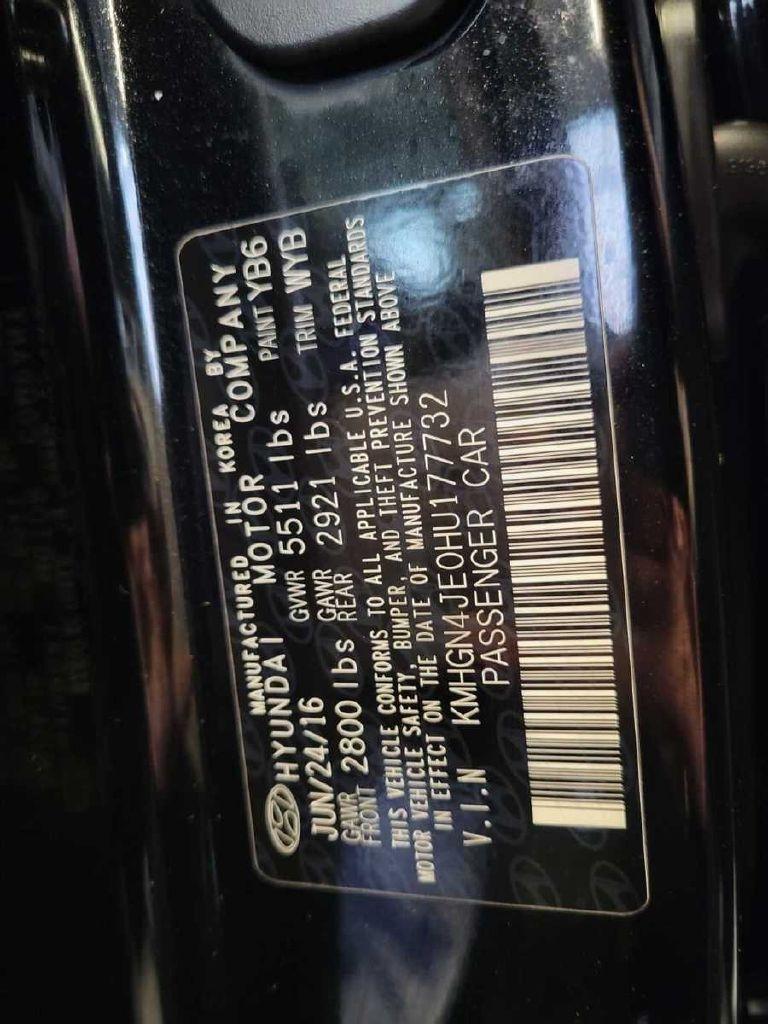 MANUFACTURED IN KOREA BY
HYUNDAI MOTOR COMPANY
JUN/24/16 GVWR 5511 lbs PAINT YB6
GAWR FRONT 2800 lbs GAWR REAR 2921 lbs TRIM WYB
THIS VEHICLE CONFORMS TO ALL APPLICABLE U.S.A. FEDERAL
MOTOR VEHICLE SAFETY, BUMPER, AND THEFT PREVENTION STANDARDS
IN EFFECT ON THE DATE OF MANUFACTURE SHOWN ABOVE
V.I.N KMHGN4JE0HU177732
PASSENGER CAR